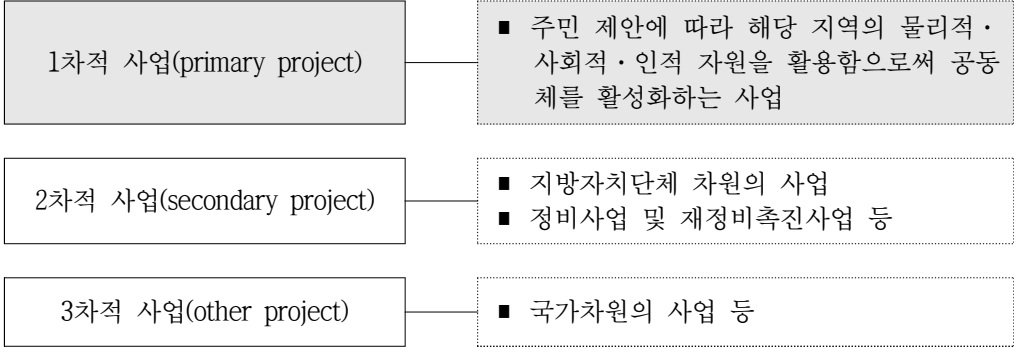 1차적 사업(primary project)
■ 주민 제안에 따라 해당 지역의 물리적·
사회적·인적 자원을 활용함으로써 공동
체를 활성화하는 사업
2차적 사업(secondary project)
■ 지방자치단체 차원의 사업
■ 정비사업 및 재정비촉진사업 등
3차적 사업(other project)
■ 국가차원의 사업 등